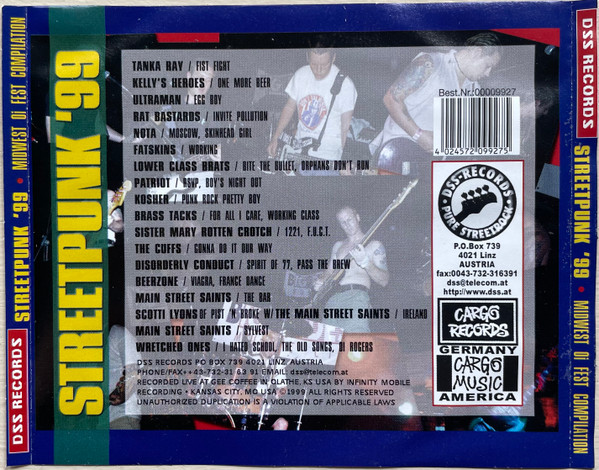 DSS RECORDS STREETPUNK '99 • MIDWEST OI FEST COMPILATION
STREETPUNK '99
TANKA RAY / FIST FIGHT
KELLY'S HEROES / ONE MORE BEER
ULTRAMAN / EGG BOY
RAT BASTARDS / INVITE POLLUTION
NOTA / MOSCOW, SKINHEAD GIRL
FATSKINS / WORKING
LOWER CLASS BRATS / BITE THE BULLET, ORPHANS DON'T RUN
PATRIOT / RSVP, BOY'S NIGHT OUT
KOSHER / PUNK ROCK PRETTY BOY
BRASS TACKS / FOR ALL I CARE, WORKING CLASS
SISTER MARY ROTTEN CROTCH / 1221, F.U.C.T.
THE CUFFS / GONNA DO IT OUR WAY
DISORDERLY CONDUCT / SPIRIT OF 77, PASS THE BREW
BEERZONE / VIAGRA, FRANCE DANCE
MAIN STREET SAINTS / THE BAR
SCOTTI LYONS OF PIST 'N' BROKE W/ THE MAIN STREET SAINTS / IRELAND
MAIN STREET SAINTS / SYLVEST
WRETCHED ONES / I HATED SCHOOL, THE OLD SONGS, OI ROGERS
DSS RECORDS PO BOX 739 4021 LINZ AUSTRIA
PHONE/FAX++43-732-31 63 91 EMAIL: dss@telecom.at
RECORDED LIVE AT GEE COFFEE IN OLATHE, KS USA BY INFINITY MOBILE
RECORDING • KANSAS CITY, MO USA ©1999 ALL RIGHTS RESERVED
UNAUTHORIZED DUPLICATION IS A VIOLATION OF APPLICABLE LAWS
Best.Nr.:00009927
4 024572 099275
DSS-RECORDS
PURE STREETROCK
P.O.Box 739
4021 Linz
AUSTRIA
fax:0043-732-316391
dss@telecom.at
http://www.dss.at
CARGO
RECORDS
GERMANY
CARGO
MUSIC
AMERICA
DSS RECORDS STREETPUNK '99 • MIDWEST OI FEST COMPILATION